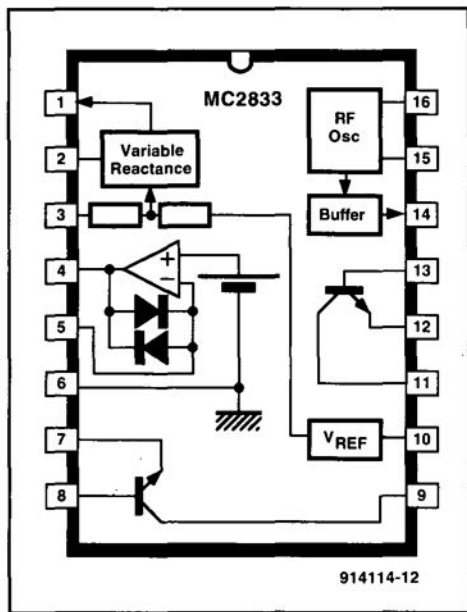 MC2833
1
16
RF
Osc
2
Variable
Reactance
15
3
Buffer
14
4
+
−
13
5
12
6
11
7
VREF
10
8
9
914114-12